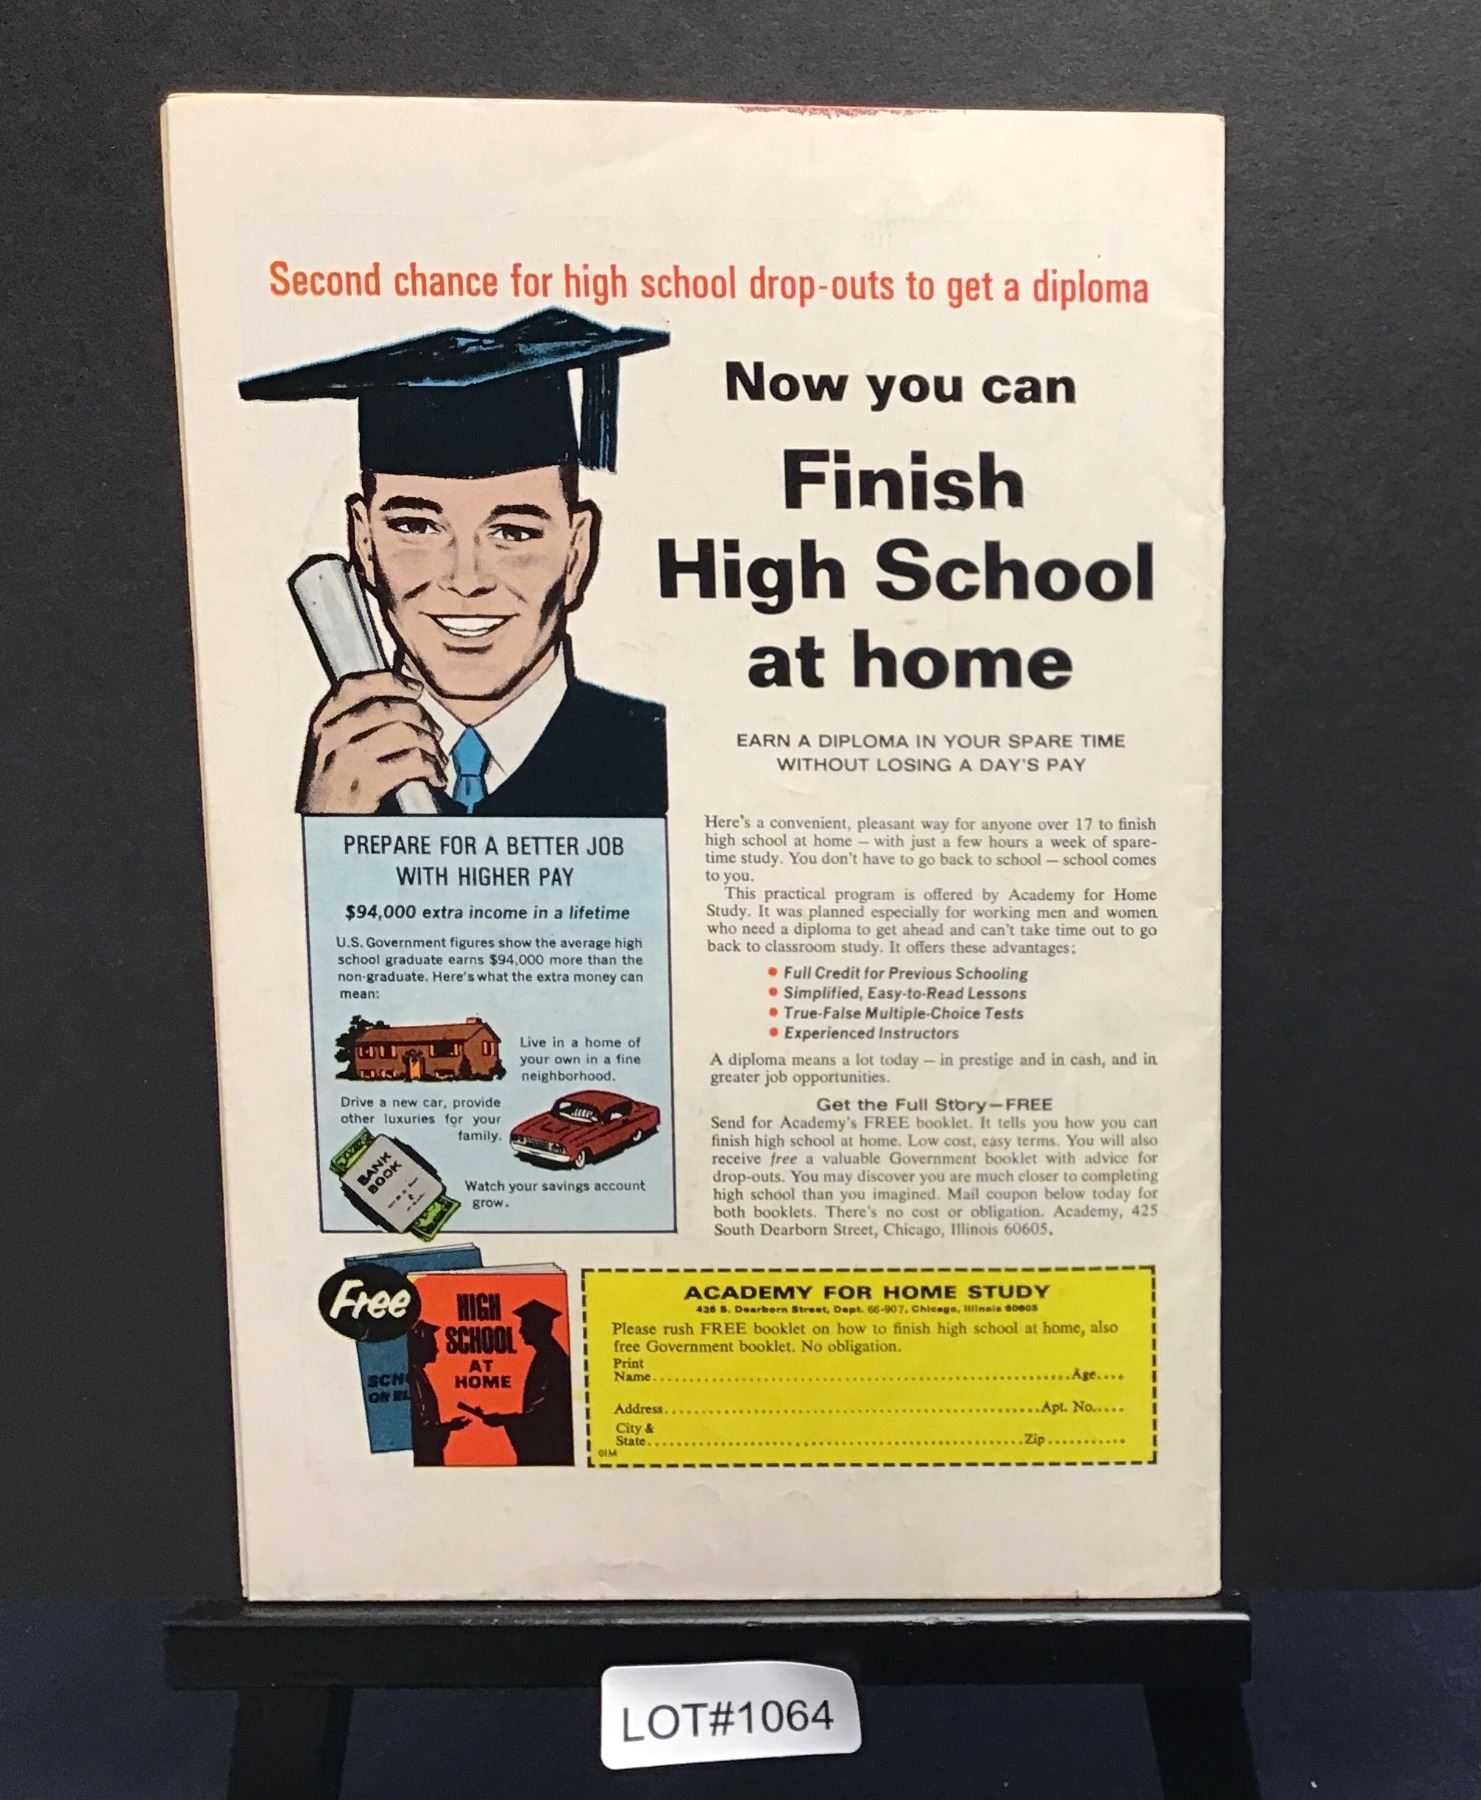 Second chance for high school drop-outs to get a diploma
Now you can
Finish
High School
at home
EARN A DIPLOMA IN YOUR SPARE TIME
WITHOUT LOSING A DAY'S PAY
PREPARE FOR A BETTER JOB
WITH HIGHER PAY
$94,000 extra income in a lifetime
U.S. Government figures show the average high
school graduate earns $94,000 more than the
non-graduate. Here's what the extra money can
mean:
Live in a home of
your own in a fine
neighborhood.
Drive a new car, provide
other luxuries for your
family.
BANK
BOOK
Watch your savings account
grow.
Here's a convenient, pleasant way for anyone over 17 to finish
high school at home — with just a few hours a week of spare-
time study. You don't have to go back to school — school comes
to you.
This practical program is offered by Academy for Home
Study. It was planned especially for working men and women
who need a diploma to get ahead and can't take time out to go
back to classroom study. It offers these advantages:
• Full Credit for Previous Schooling
• Simplified, Easy-to-Read Lessons
• True-False Multiple-Choice Tests
• Experienced Instructors
A diploma means a lot today — in prestige and in cash, and in
greater job opportunities.
Get the Full Story—FREE
Send for Academy's FREE booklet. It tells you how you can
finish high school at home. Low cost, easy terms. You will also
receive free a valuable Government booklet with advice for
drop-outs. You may discover you are much closer to completing
high school than you imagined. Mail coupon below today for
both booklets. There's no cost or obligation. Academy, 425
South Dearborn Street, Chicago, Illinois 60605.
Free
HIGH
SCHOOL
AT
HOME
SCH
OR EL
ACADEMY FOR HOME STUDY
425 S. Dearborn Street, Dept. 66-907, Chicago, Illinois 60605
Please rush FREE booklet on how to finish high school at home, also
free Government booklet. No obligation.
Print
Name..........Age....
Address..........Apt. No.....
City &
State..........Zip..........
01M
LOT#1064